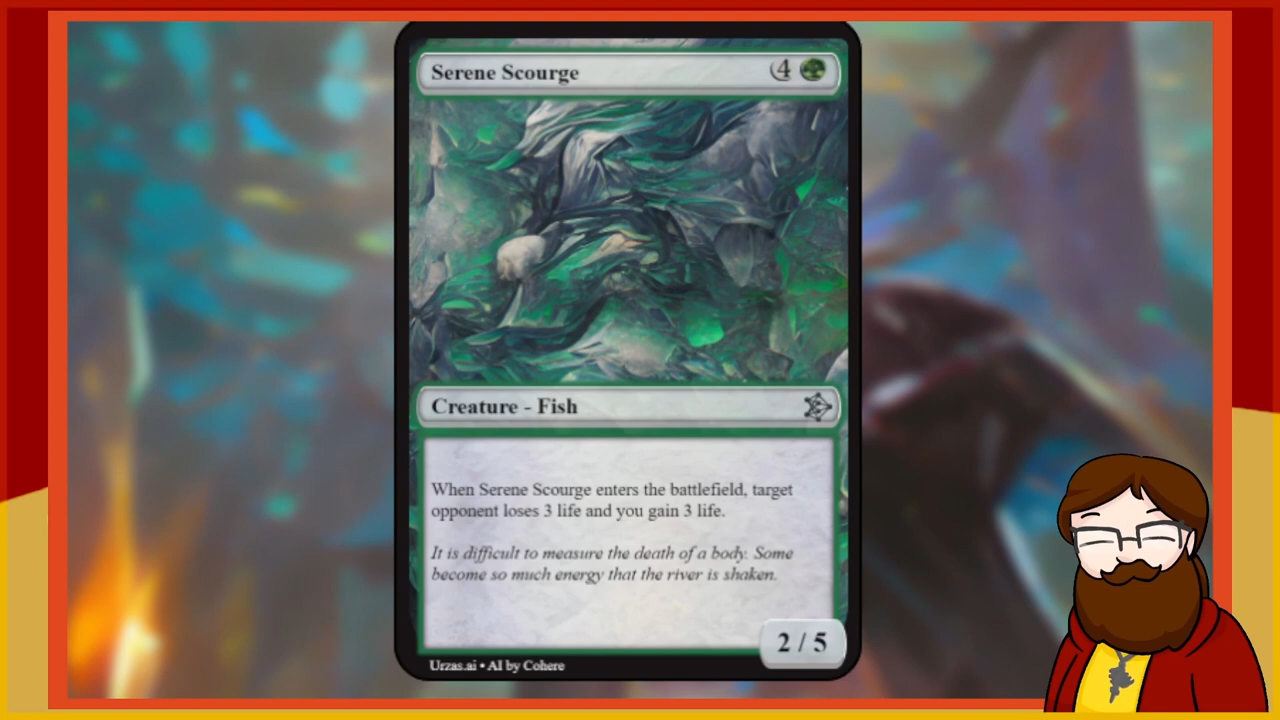 Serene Scourge 4
Creature - Fish
When Serene Scourge enters the battlefield, target
opponent loses 3 life and you gain 3 life.
It is difficult to measure the death of a body. Some
become so much energy that the river is shaken.
2 / 5
Urzas.ai • AI by Cohere